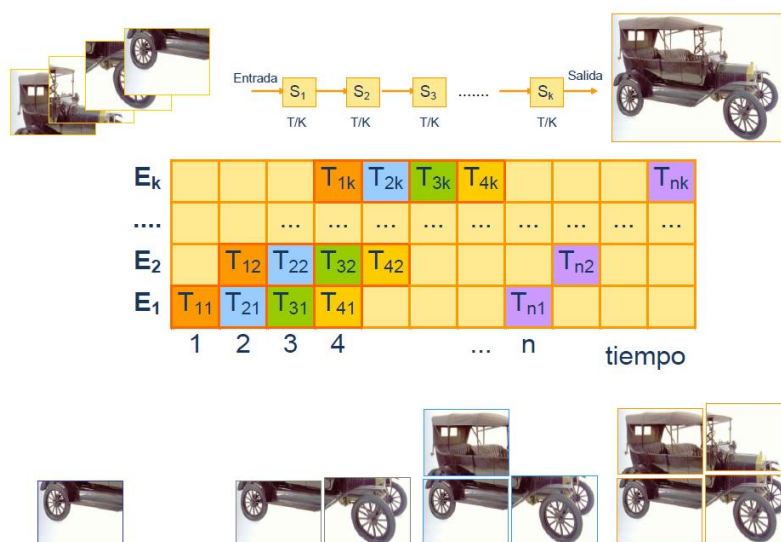 Entrada S1 S2 S3 ....... Sk Salida
T/K T/K T/K T/K
Ek T1k T2k T3k T4k Tnk
.... ... ... ... ... ... ... ... ... ...
E2 T12 T22 T32 T42 Tn2
E1 T11 T21 T31 T41 Tn1
1 2 3 4 ... n tiempo